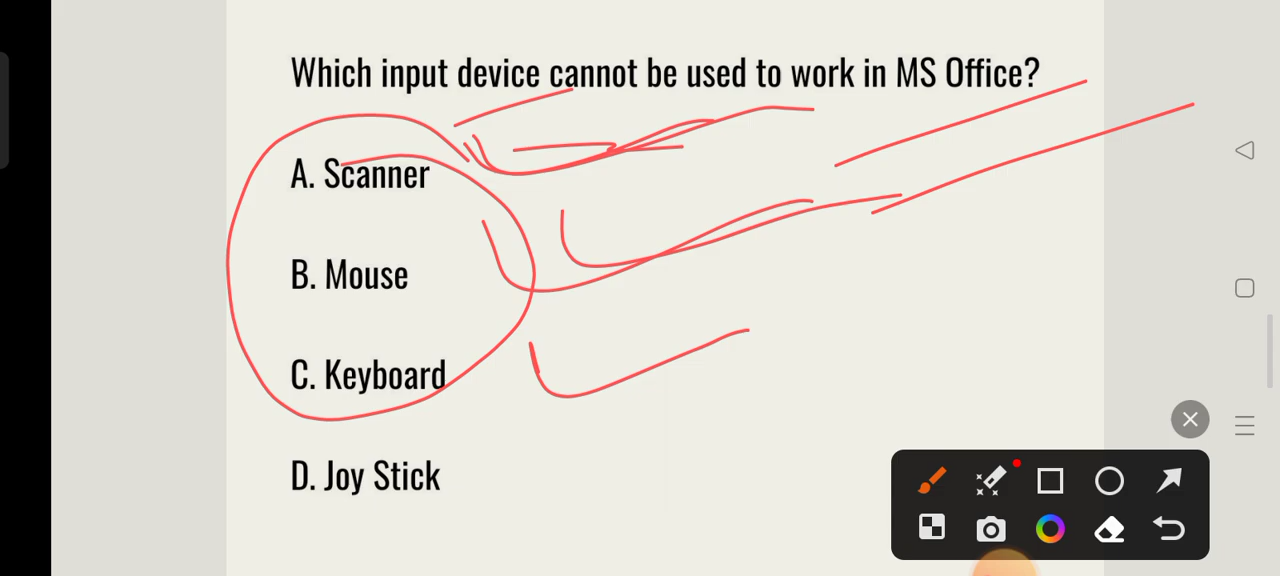 Which input device cannot be used to work in MS Office?
A. Scanner
B. Mouse
C. Keyboard
D. Joy Stick